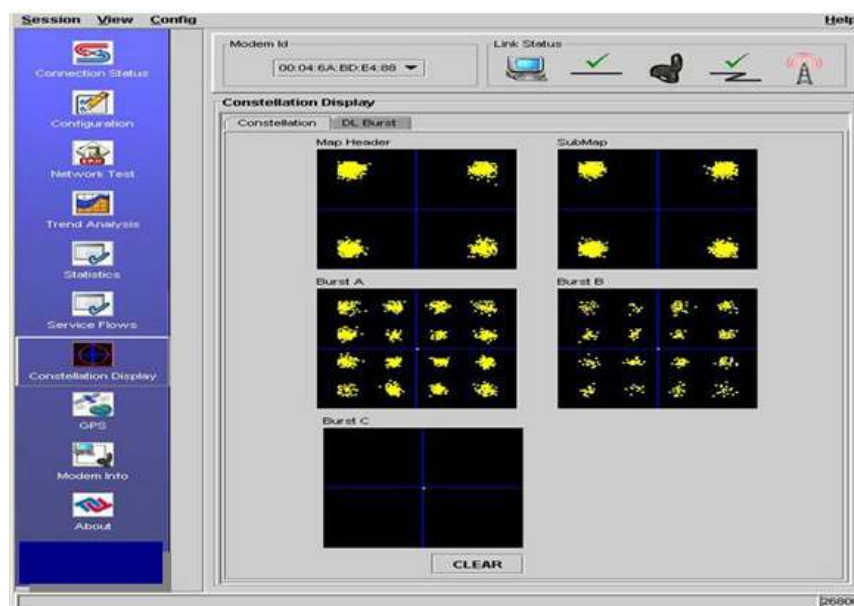 Session View Config Help
Connection Status
Configuration
Network Test
Trend Analysis
Statistics
Service Flows
Constellation Display
GPS
Modem Info
About
Modem Id
00:04:6A:BD:E4:88
Link Status
Constellation Display
Constellation DL Burst
Map Header SubMap
Burst A Burst B
Burst C
CLEAR